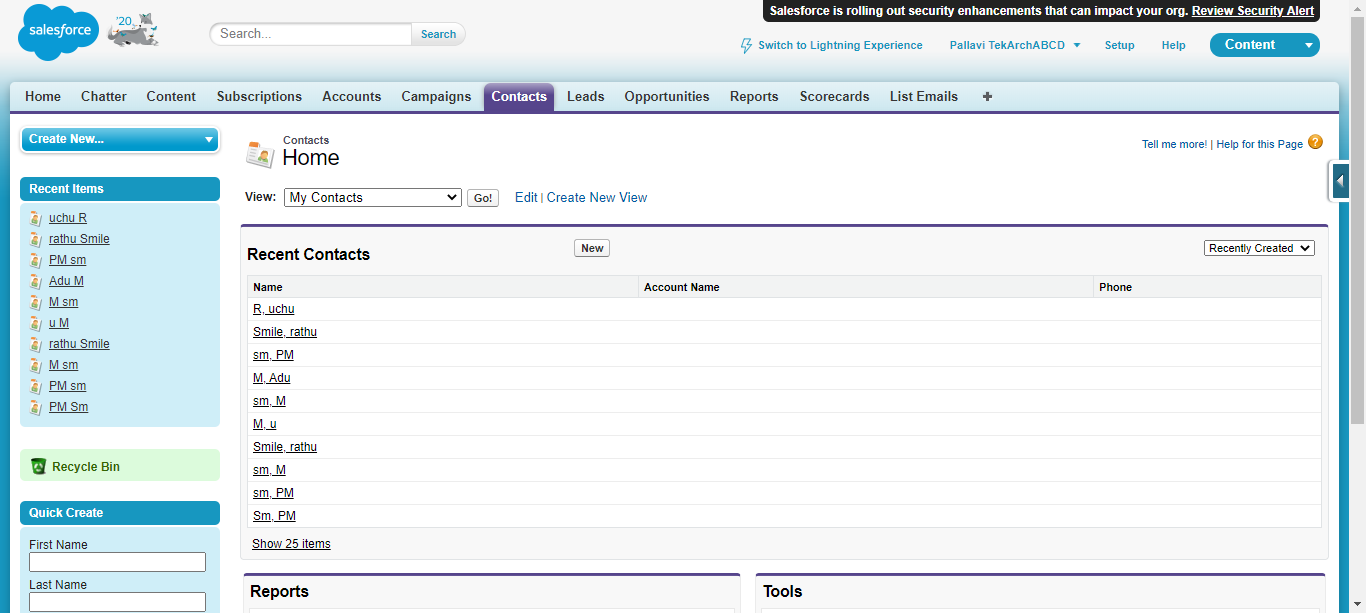 Salesforce is rolling out security enhancements that can impact your org. Review Security Alert
salesforce
'20
Search...
Search
Switch to Lightning Experience
Pallavi TekArchABCD
Setup
Help
Content
Home Chatter Content Subscriptions Accounts Campaigns Contacts Leads Opportunities Reports Scorecards List Emails +
Create New...
Recent Items
uchu R
rathu Smile
PM sm
Adu M
M sm
u M
rathu Smile
M sm
PM sm
PM Sm
Recycle Bin
Quick Create
First Name
Last Name
Contacts
Home
Tell me more! | Help for this Page ?
View: My Contacts Go! Edit | Create New View
Recent Contacts
New
Recently Created
Name Account Name Phone
R, uchu
Smile, rathu
sm, PM
M, Adu
sm, M
M, u
Smile, rathu
sm, M
sm, PM
Sm, PM
Show 25 items
Reports
Tools